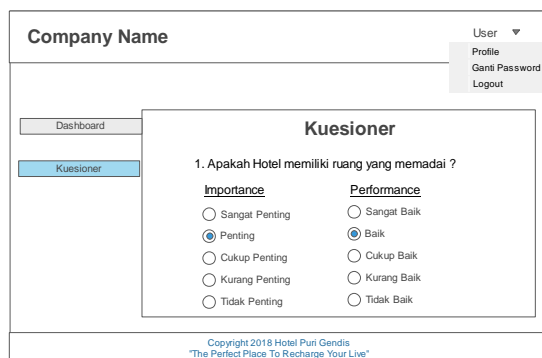 Company Name
User
Profile
Ganti Password
Logout
Dashboard
Kuesioner
Kuesioner
1. Apakah Hotel memiliki ruang yang memadai ?
Importance
Performance
Sangat Penting
Sangat Baik
Penting
Baik
Cukup Penting
Cukup Baik
Kurang Penting
Kurang Baik
Tidak Penting
Tidak Baik
Copyright 2018 Hotel Puri Gendis
"The Perfect Place To Recharge Your Live"